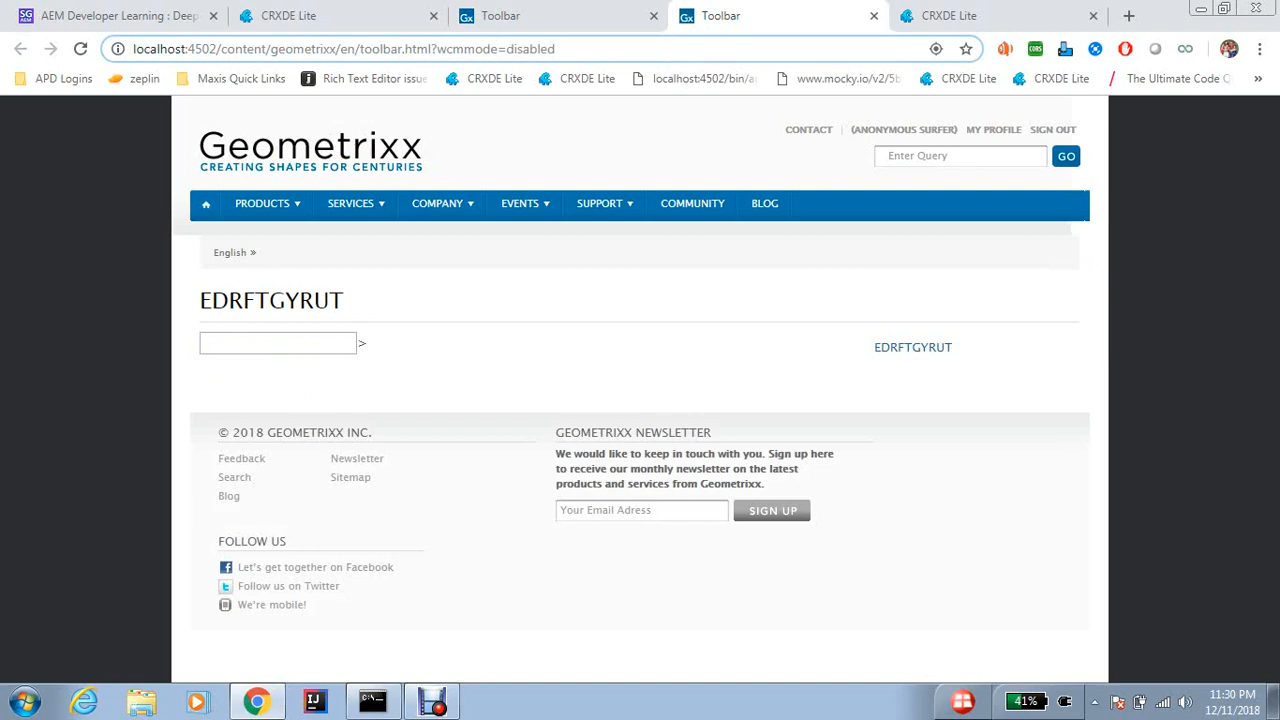 AEM Developer Learning : Deep
CRXDE Lite
Toolbar
Toolbar
CRXDE Lite
localhost:4502/content/geometrixx/en/toolbar.html?wcmmode=disabled
APD Logins
zeplin
Maxis Quick Links
Rich Text Editor issue
CRXDE Lite
CRXDE Lite
localhost:4502/bin/a
www.mocky.io/v2/5b
CRXDE Lite
CRXDE Lite
The Ultimate Code Q
»
Geometrixx
CREATING SHAPES FOR CENTURIES
CONTACT | (ANONYMOUS SURFER) MY PROFILE SIGN OUT
Enter Query GO
PRODUCTS ▾ SERVICES ▾ COMPANY ▾ EVENTS ▾ SUPPORT ▾ COMMUNITY BLOG
English »
EDRFTGYRUT
>
EDRFTGYRUT
© 2018 GEOMETRIXX INC.
Feedback Newsletter
Search Sitemap
Blog
GEOMETRIXX NEWSLETTER
We would like to keep in touch with you. Sign up here
to receive our monthly newsletter on the latest
products and services from Geometrixx.
Your Email Adress SIGN UP
FOLLOW US
Let's get together on Facebook
Follow us on Twitter
We're mobile!
41%
11:30 PM
12/11/2018